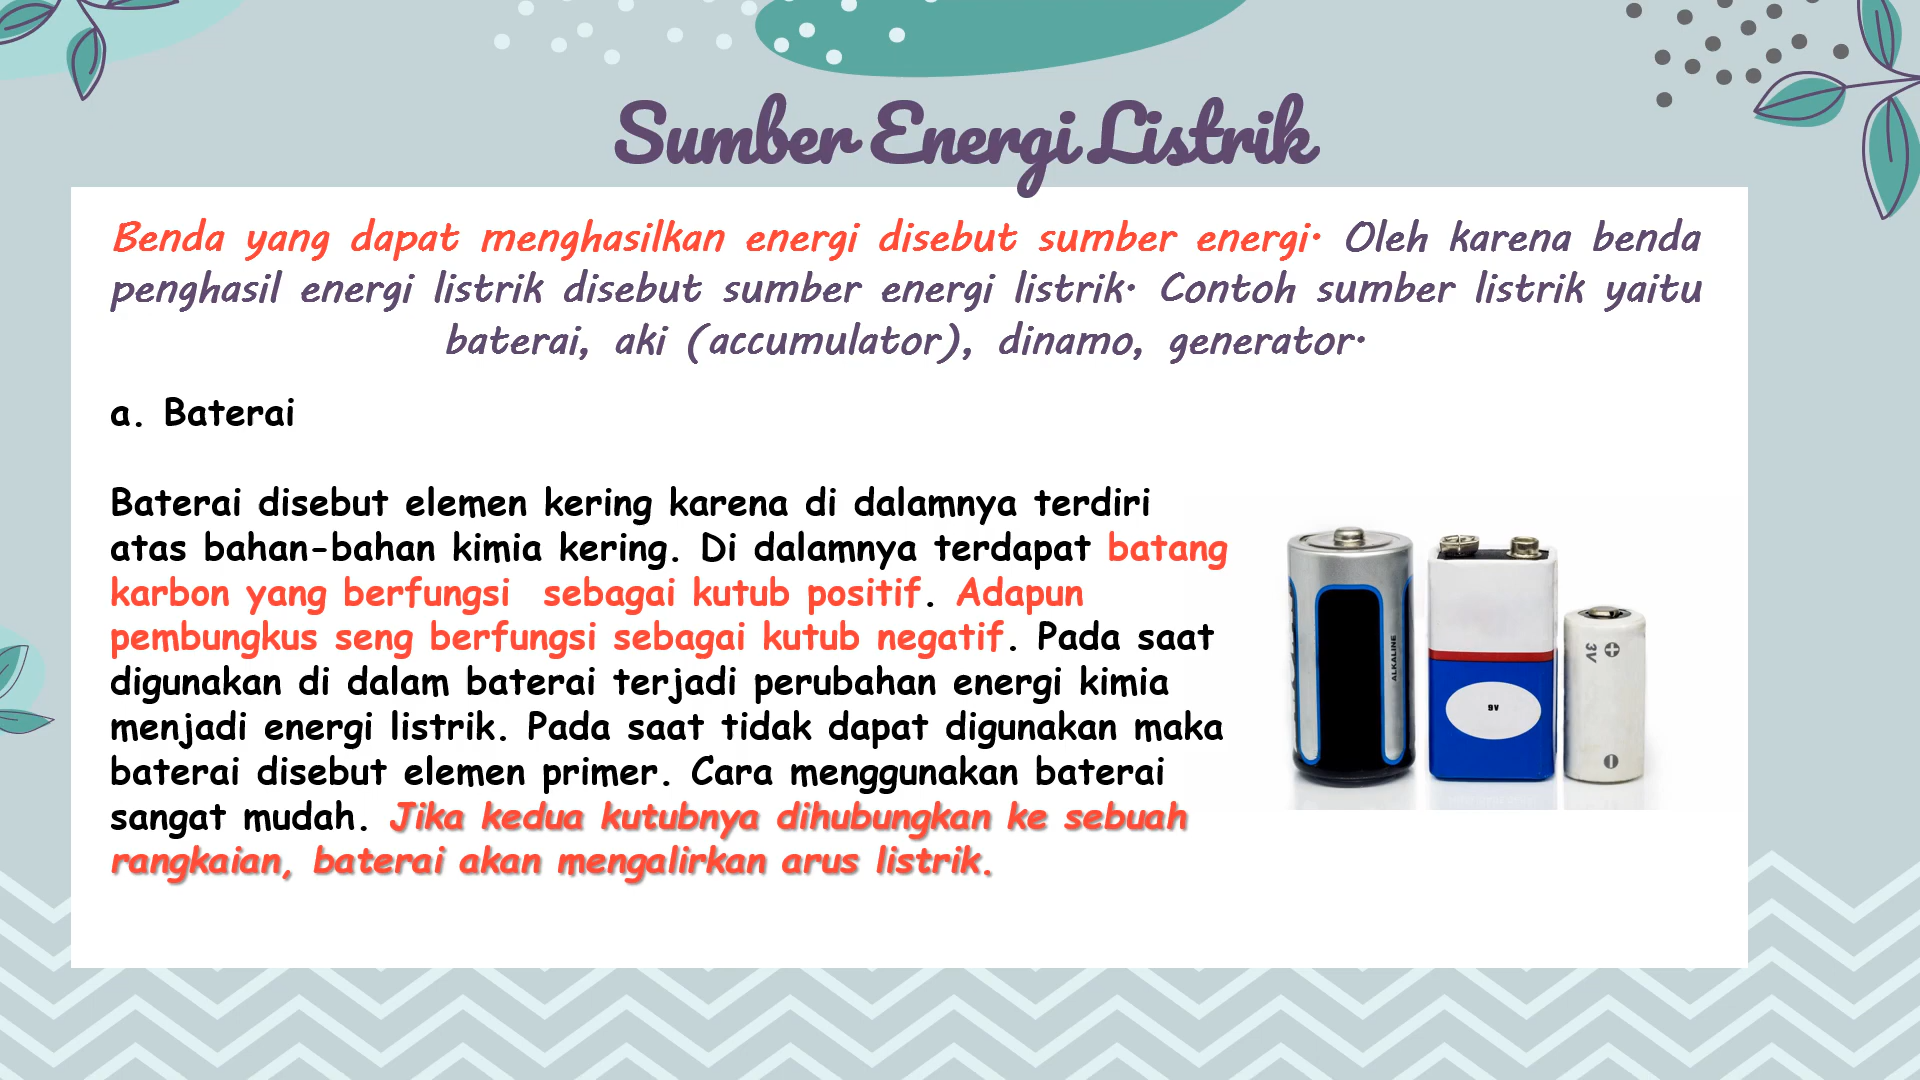 Sumber Energi Listrik
Benda yang dapat menghasilkan energi disebut sumber energi. Oleh karena benda
penghasil energi listrik disebut sumber energi listrik. Contoh sumber listrik yaitu
baterai, aki (accumulator), dinamo, generator.
a. Baterai
Baterai disebut elemen kering karena di dalamnya terdiri
atas bahan-bahan kimia kering. Di dalamnya terdapat batang
karbon yang berfungsi sebagai kutub positif. Adapun
pembungkus seng berfungsi sebagai kutub negatif. Pada saat
digunakan di dalam baterai terjadi perubahan energi kimia
menjadi energi listrik. Pada saat tidak dapat digunakan maka
baterai disebut elemen primer. Cara menggunakan baterai
sangat mudah. Jika kedua kutubnya dihubungkan ke sebuah
rangkaian, baterai akan mengalirkan arus listrik.
ALKALINE
9V
3V